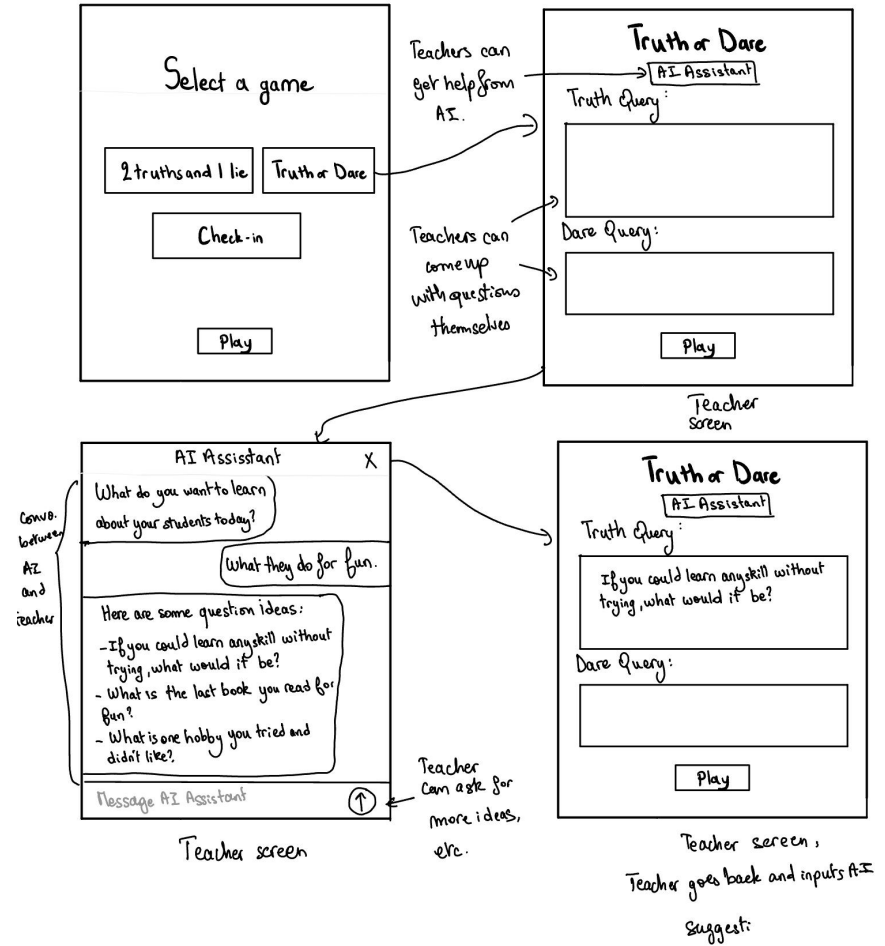 Select a game
2 truths and 1 lie
Truth or Dare
Check-in
Play
Teachers can
get help from
AI.
Teachers can
come up
with questions
themselves
Truth or Dare
AI Assistant
Truth Query:
Dare Query:
Play
Teacher
screen
Convo.
between
AI
and
teacher
AI Assistant
X
What do you want to learn
about your students today?
What they do for fun.
Here are some question ideas:
- If you could learn any skill without
trying, what would it be?
- What is the last book you read for
fun?
- What is one hobby you tried and
didn't like?
Message AI Assistant
Teacher screen
Teacher
can ask for
more ideas,
etc.
Truth or Dare
AI Assistant
Truth Query:
If you could learn any skill without
trying, what would it be?
Dare Query:
Play
Teacher screen,
Teacher goes back and inputs AI
suggesti